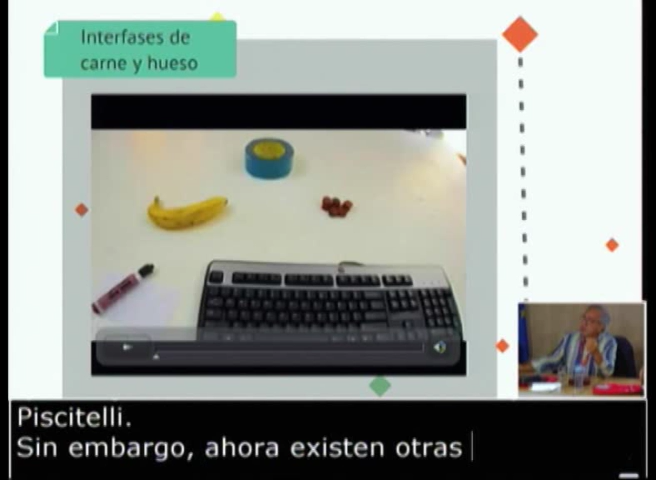 Interfases de
carne y hueso
Piscitelli.
Sin embargo, ahora existen otras